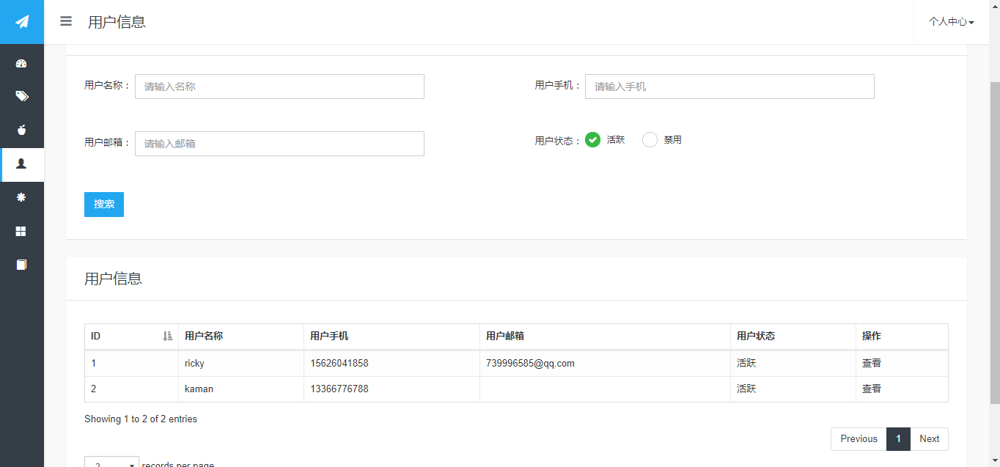 用户信息
个人中心
用户名称： 请输入名称 用户手机： 请输入手机
用户邮箱： 请输入邮箱 用户状态： 活跃 禁用
搜索
用户信息
ID 用户名称 用户手机 用户邮箱 用户状态 操作
1 ricky 15626041858 739996585@qq.com 活跃 查看
2 kaman 13366776788 活跃 查看
Showing 1 to 2 of 2 entries
Previous 1 Next
2 records per page